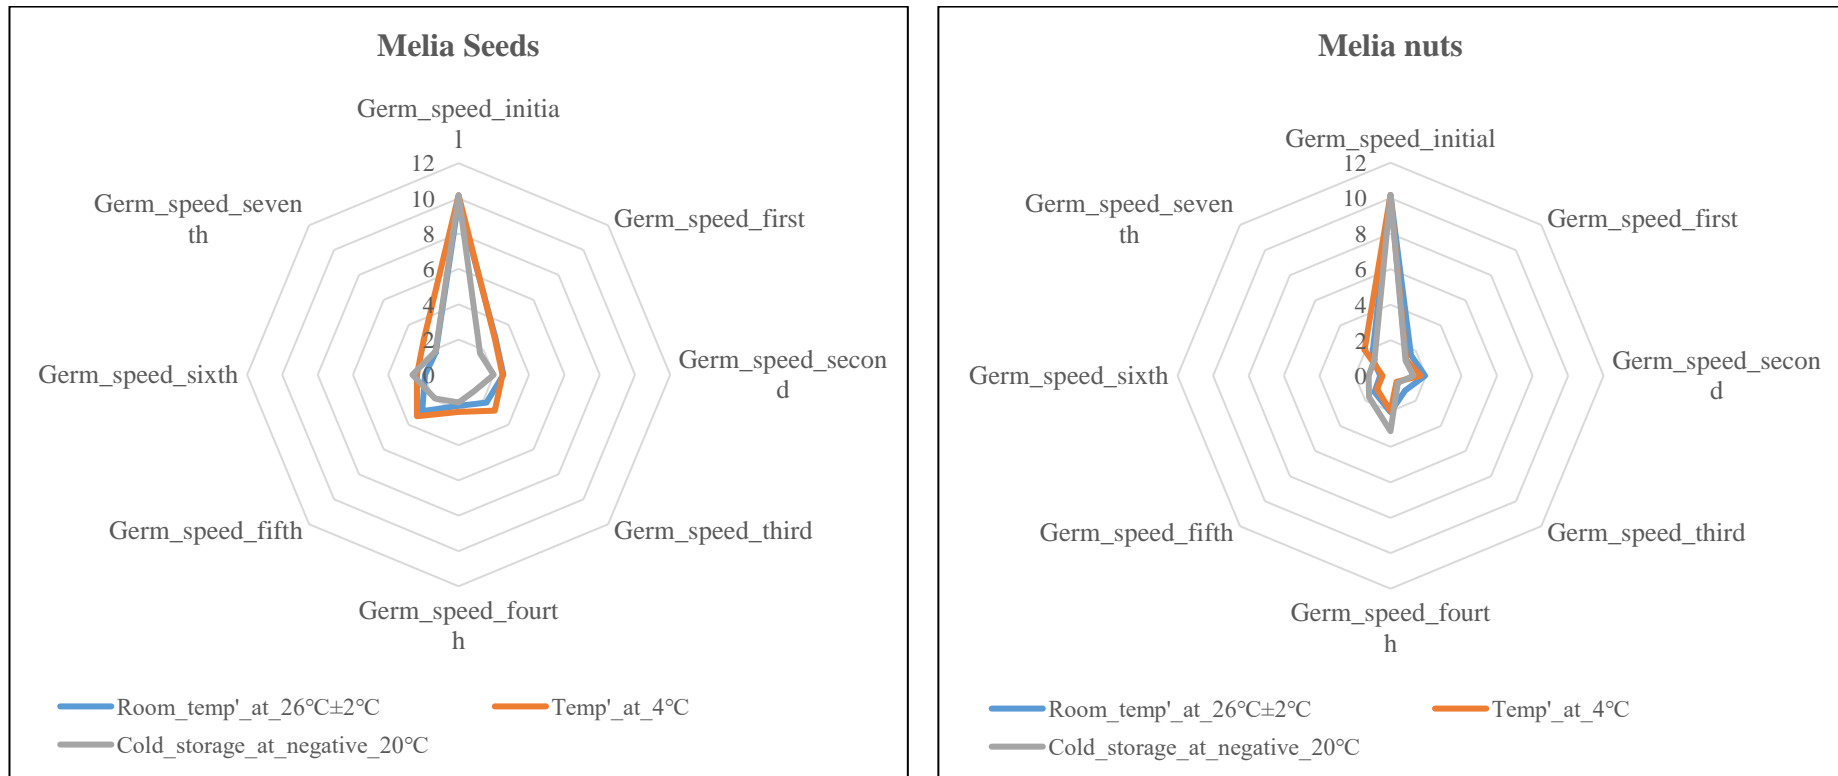 Melia Seeds
Germ_speed_initia
l
12
10
8
6
4
2
0
Germ_speed_first
Germ_speed_secon
d
Germ_speed_third
Germ_speed_fourt
h
Germ_speed_fifth
Germ_speed_sixth
Germ_speed_seven
th
Room_temp'_at_26°C±2°C
Temp'_at_4°C
Cold_storage_at_negative_20°C
Melia nuts
Germ_speed_initial
12
10
8
6
4
2
0
Germ_speed_first
Germ_speed_secon
d
Germ_speed_third
Germ_speed_fourt
h
Germ_speed_fifth
Germ_speed_sixth
Germ_speed_seven
th
Room_temp'_at_26°C±2°C
Temp'_at_4°C
Cold_storage_at_negative_20°C